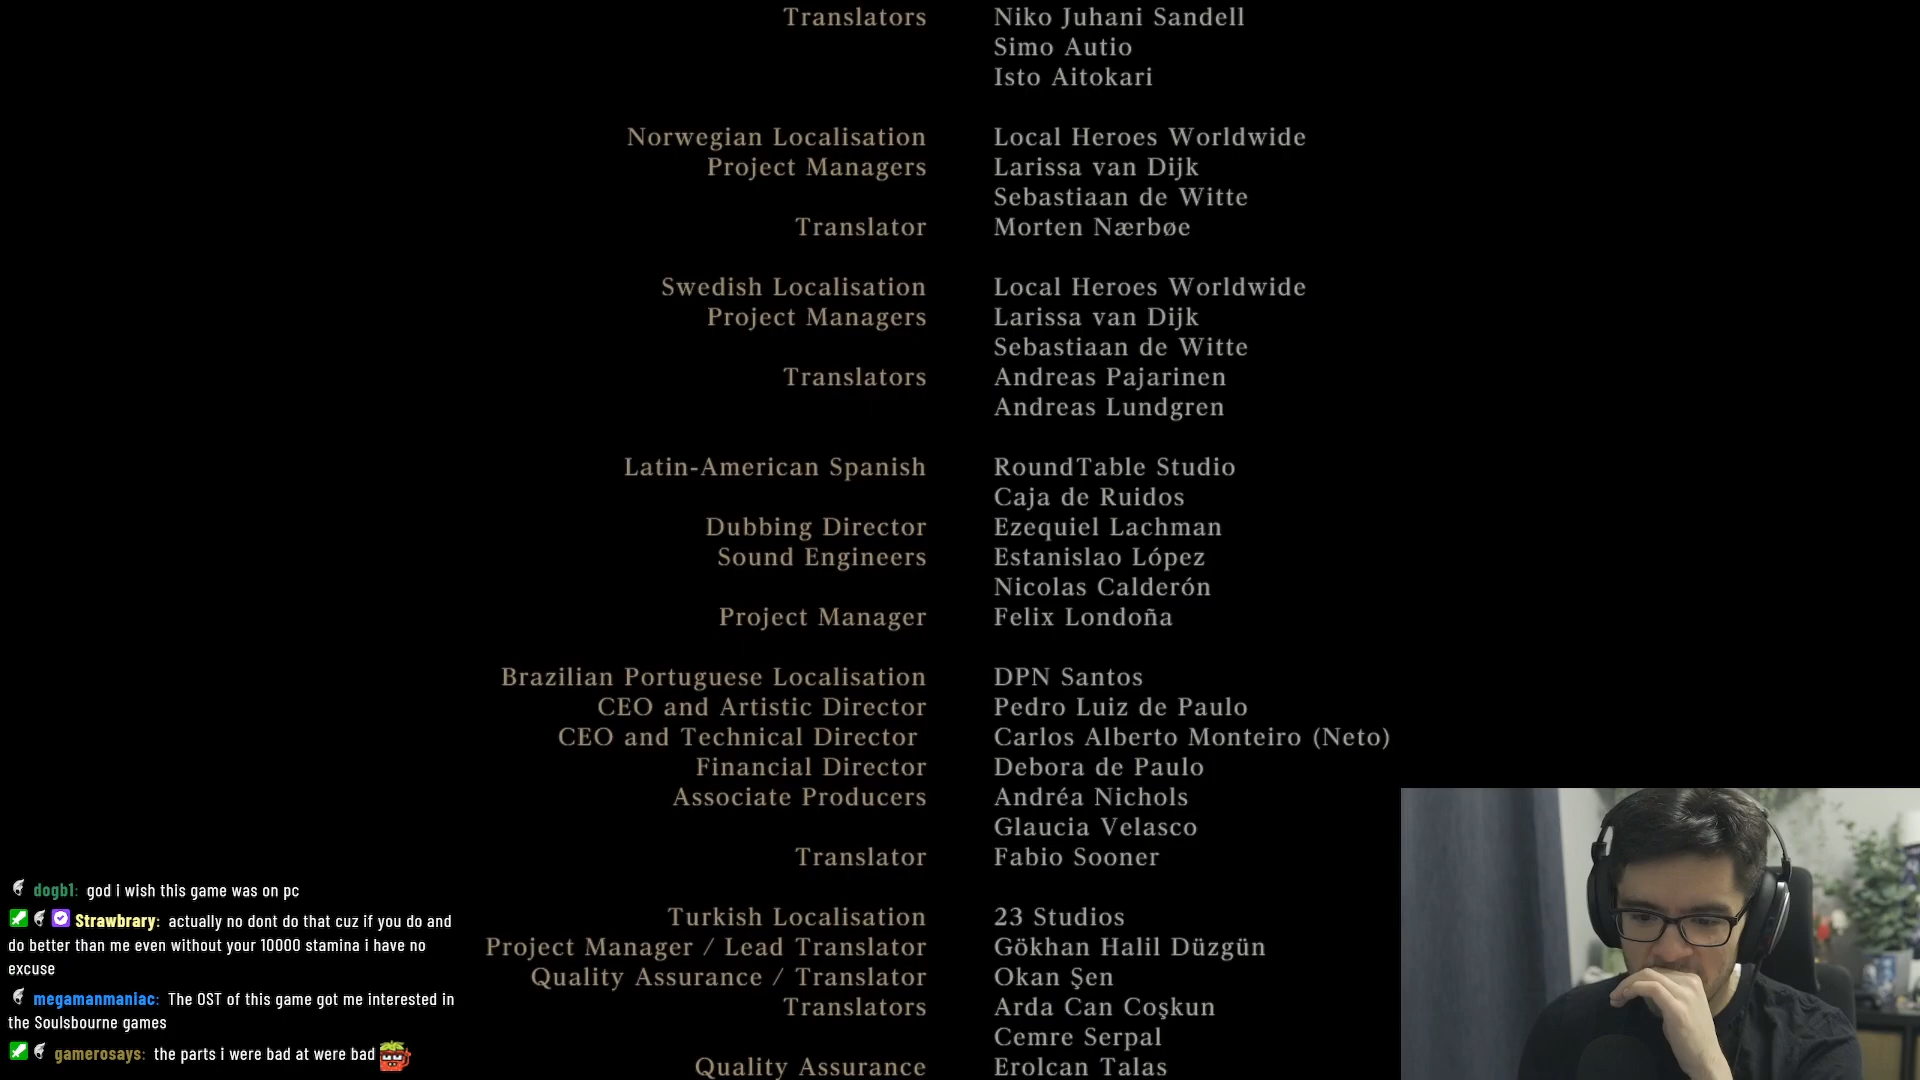 Translators Niko Juhani Sandell
Simo Autio
Isto Aitokari
Norwegian Localisation Local Heroes Worldwide
Project Managers Larissa van Dijk
Sebastiaan de Witte
Translator Morten Nærbøe
Swedish Localisation Local Heroes Worldwide
Project Managers Larissa van Dijk
Sebastiaan de Witte
Translators Andreas Pajarinen
Andreas Lundgren
Latin-American Spanish RoundTable Studio
Caja de Ruidos
Dubbing Director Ezequiel Lachman
Sound Engineers Estanislao López
Nicolas Calderón
Project Manager Felix Londoña
Brazilian Portuguese Localisation DPN Santos
CEO and Artistic Director Pedro Luiz de Paulo
CEO and Technical Director Carlos Alberto Monteiro (Neto)
Financial Director Debora de Paulo
Associate Producers Andréa Nichols
Glaucia Velasco
Translator Fabio Sooner
Turkish Localisation 23 Studios
Project Manager / Lead Translator Gökhan Halil Düzgün
Quality Assurance / Translator Okan Şen
Translators Arda Can Coşkun
Cemre Serpal
Quality Assurance Erolcan Talas
dogb1: god i wish this game was on pc
Strawbrary: actually no dont do that cuz if you do and
do better than me even without your 10000 stamina i have no
excuse
megamanmaniac: The OST of this game got me interested in
the Soulsbourne games
gamerosays: the parts i were bad at were bad